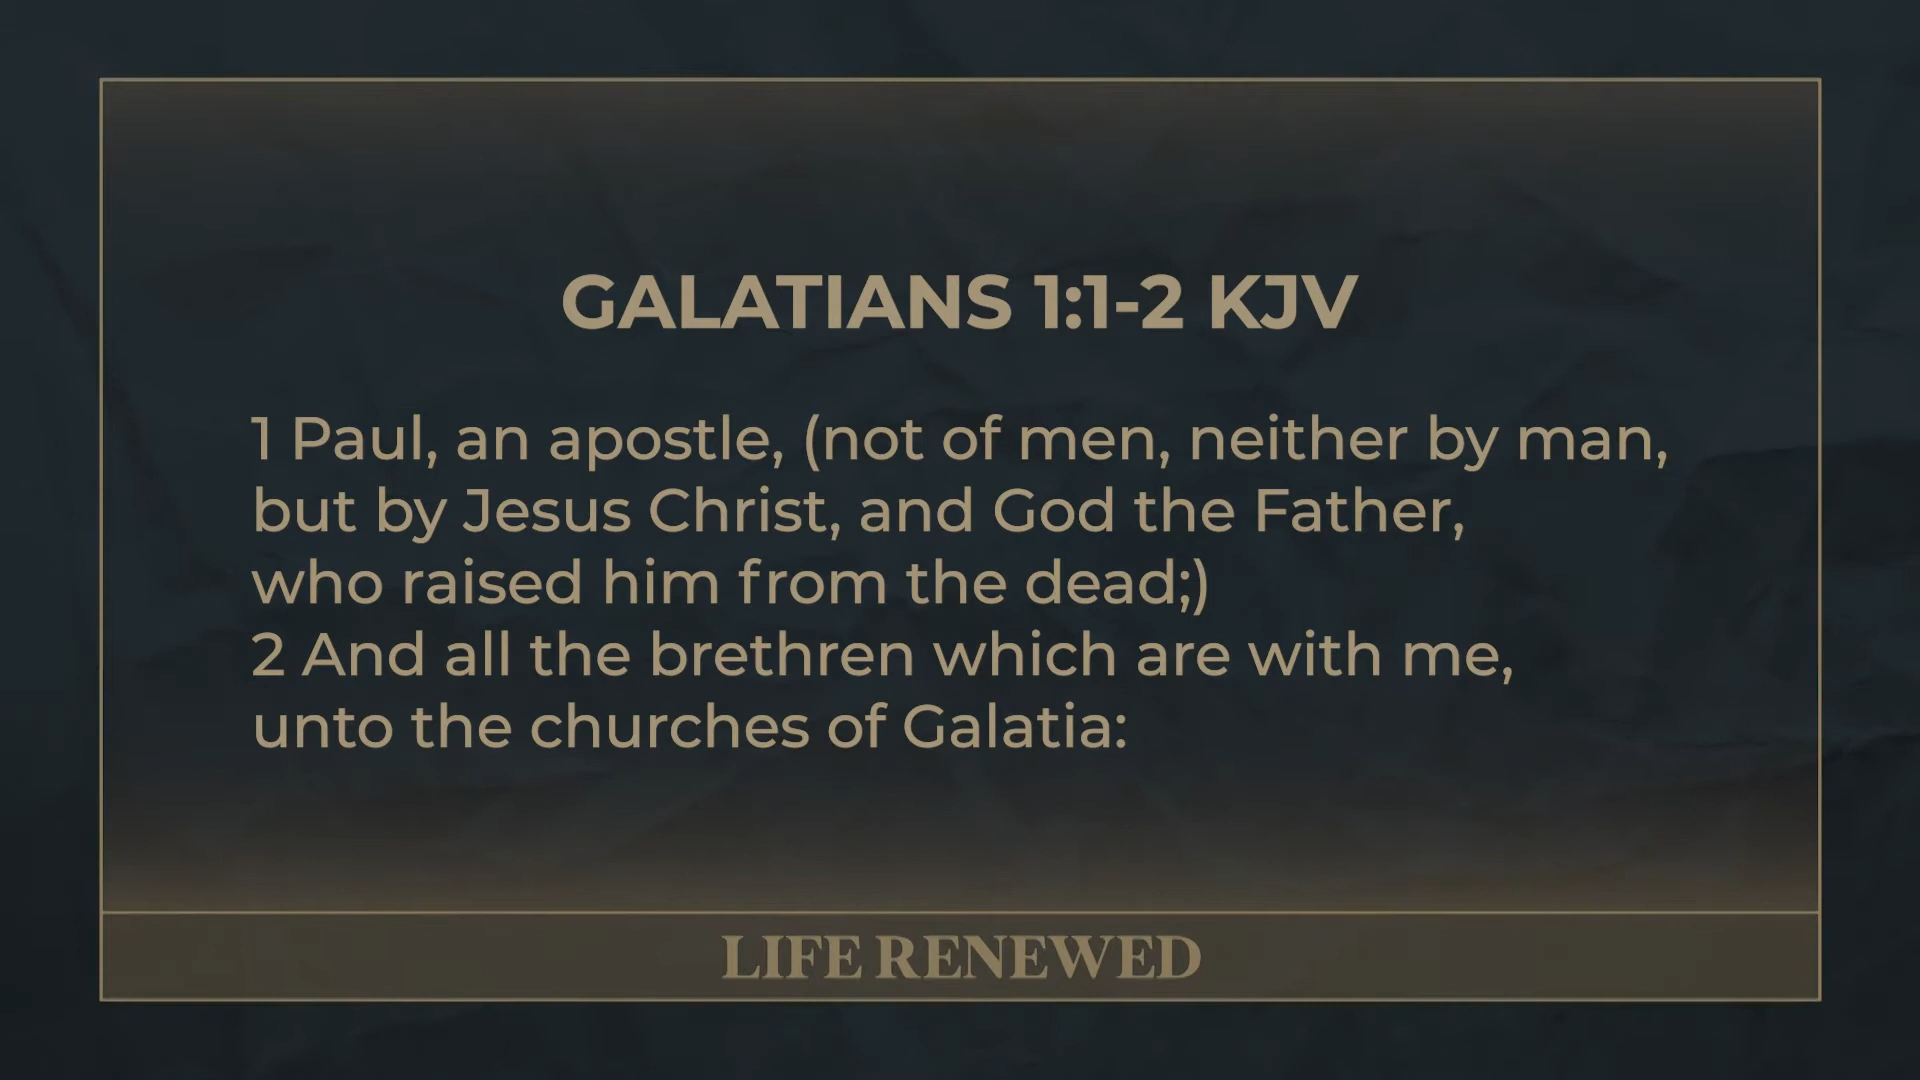 GALATIANS 1:1-2 KJV
1 Paul, an apostle, (not of men, neither by man,
but by Jesus Christ, and God the Father,
who raised him from the dead;)
2 And all the brethren which are with me,
unto the churches of Galatia:
LIFE RENEWED